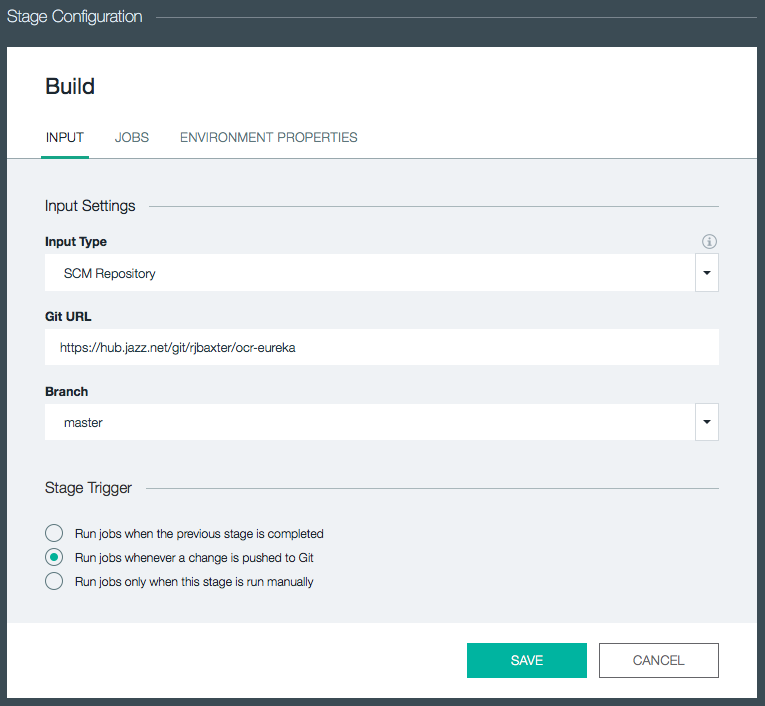 Stage Configuration
Build
INPUT JOBS ENVIRONMENT PROPERTIES
Input Settings
Input Type
SCM Repository
Git URL
https://hub.jazz.net/git/rjbaxter/ocr-eureka
Branch
master
Stage Trigger
Run jobs when the previous stage is completed
Run jobs whenever a change is pushed to Git
Run jobs only when this stage is run manually
SAVE CANCEL